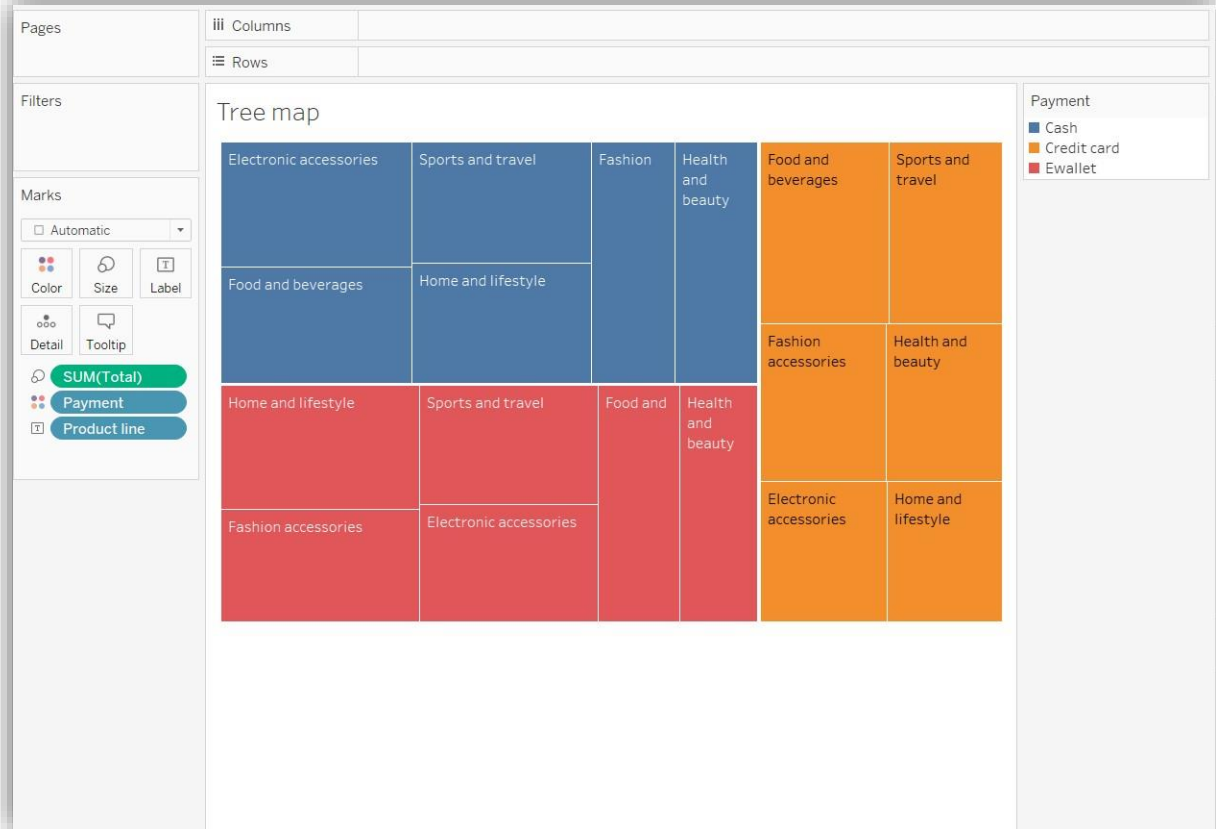 Pages
Columns
Rows
Filters
Marks
Automatic
Color Size Label
Detail Tooltip
SUM(Total)
Payment
Product line
Tree map
Electronic accessories
Sports and travel
Fashion
Health
and
beauty
Food and beverages
Home and lifestyle
Home and lifestyle
Sports and travel
Food and
Health
and
beauty
Fashion accessories
Electronic accessories
Food and
beverages
Sports and
travel
Fashion
accessories
Health and
beauty
Electronic
accessories
Home and
lifestyle
Payment
Cash
Credit card
Ewallet